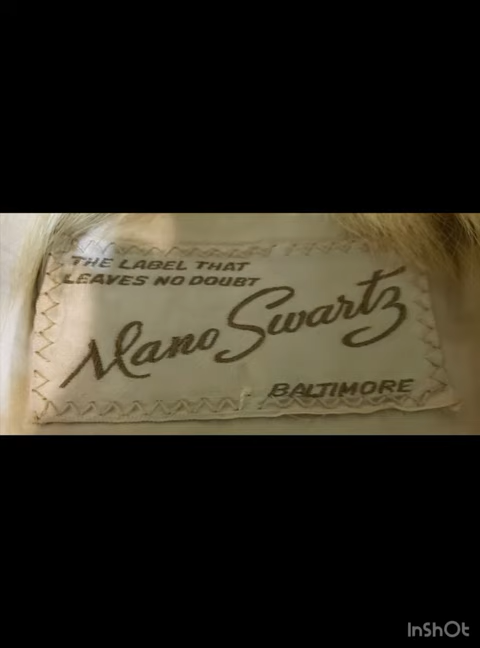 THE LABEL THAT
LEAVES NO DOUBT
Mano Swartz
BALTIMORE
InShOt